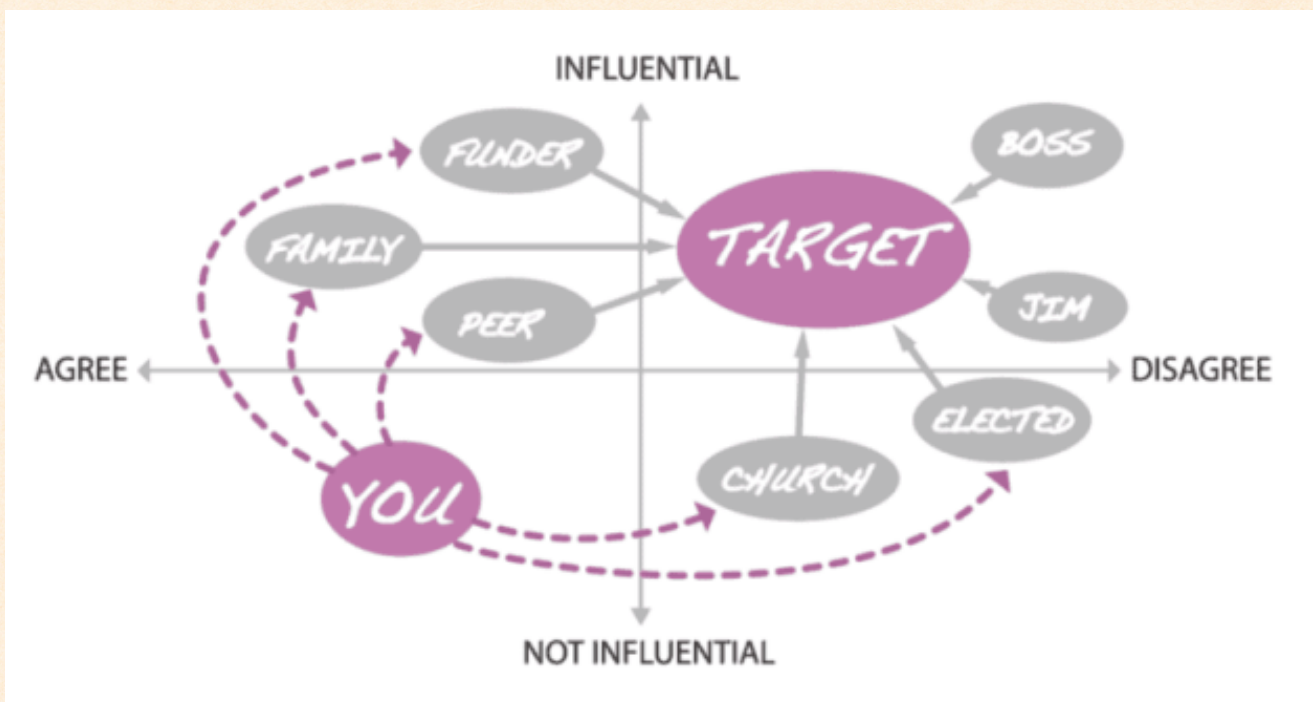 INFLUENTIAL
FUNDER
BOSS
FAMILY
TARGET
PEER
JIM
AGREE
DISAGREE
ELECTED
CHURCH
YOU
NOT INFLUENTIAL